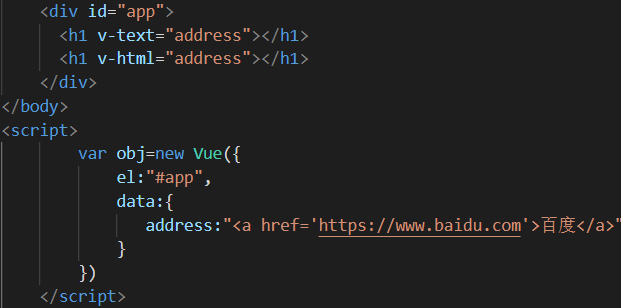 <div id="app">
<h1 v-text="address"></h1>
<h1 v-html="address"></h1>
</div>
</body>
<script>
var obj=new Vue({
el:"#app",
data:{
address:"<a href='https://www.baidu.com'>百度</a>"
}
})
</script>